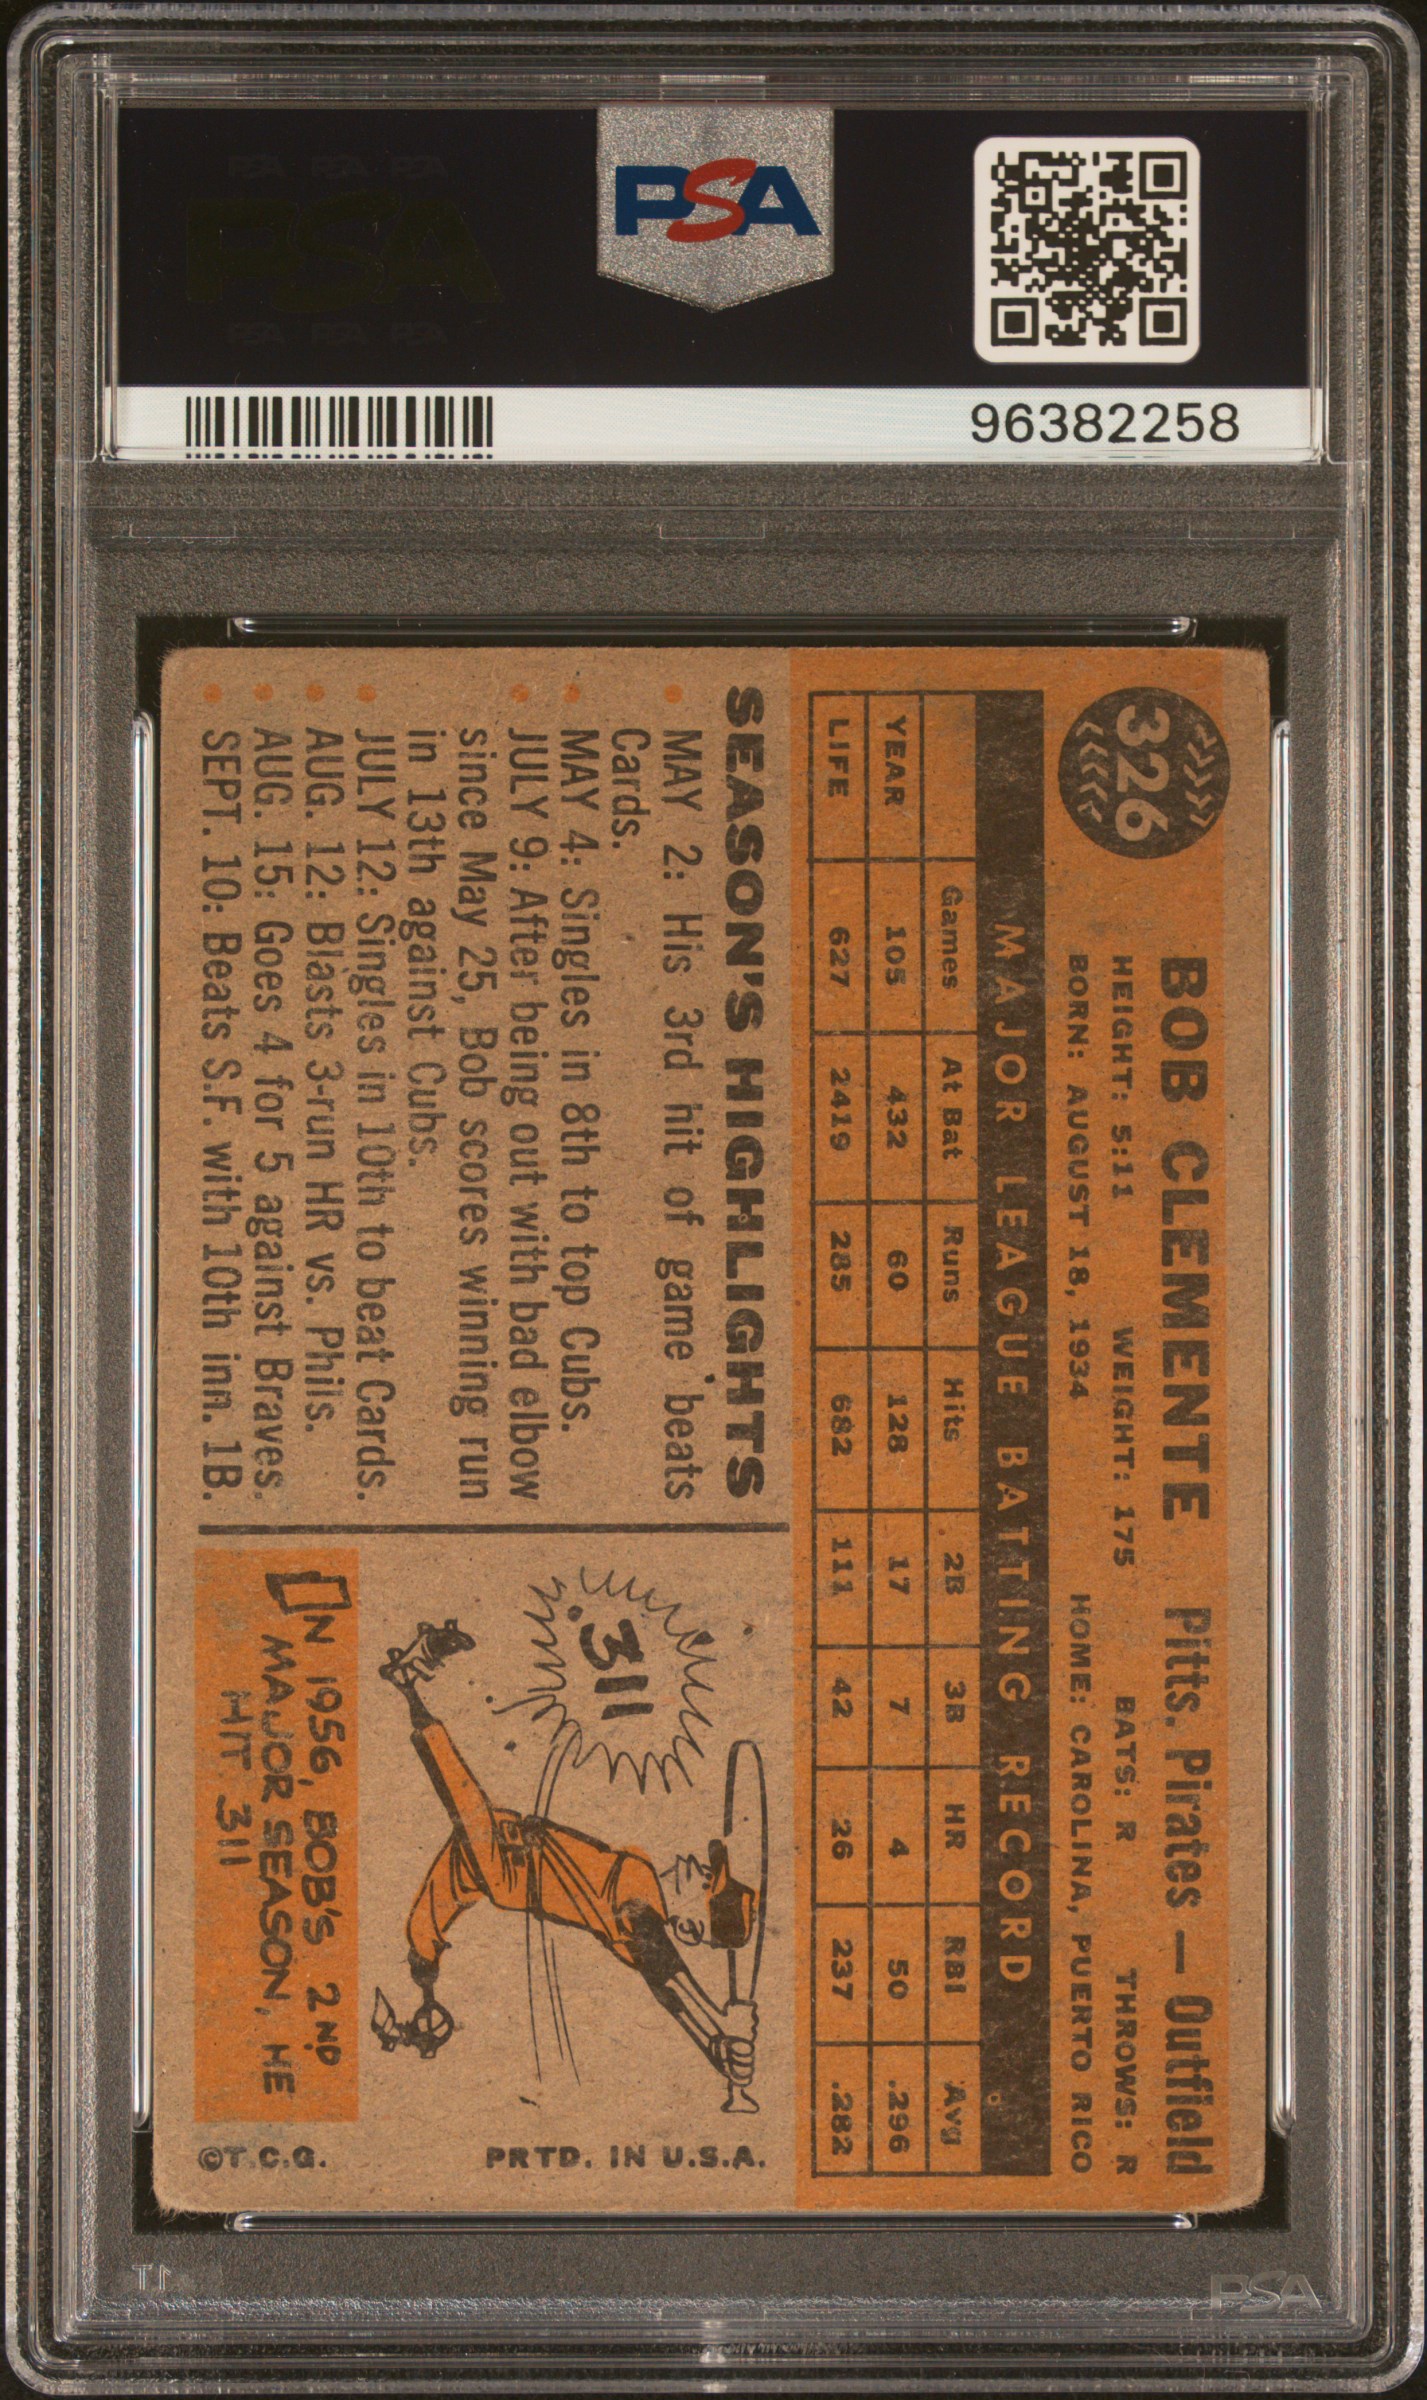 PSA
96382258
326
BOB CLEMENTE Pitts. Pirates — Outfield
HEIGHT: 5:11 WEIGHT: 175 BATS: R THROWS: R
BORN: AUGUST 18, 1934 HOME: CAROLINA, PUERTO RICO
MAJOR LEAGUE BATTING RECORD
Games At Bat Runs Hits 2B 3B HR RBI Avg
YEAR 105 432 60 128 17 7 4 50 .296
LIFE 627 2419 285 682 111 42 26 237 .282
SEASON'S HIGHLIGHTS
• MAY 2: His 3rd hit of game beats
Cards.
• MAY 4: Singles in 8th to top Cubs.
• JULY 9: After being out with bad elbow
since May 25, Bob scores winning run
in 13th against Cubs.
• JULY 12: Singles in 10th to beat Cards.
• AUG. 12: Blasts 3-run HR vs. Phils.
• AUG. 15: Goes 4 for 5 against Braves.
• SEPT. 10: Beats S.F. with 10th inn. 1B.
.311
IN 1956, BOB'S 2ND
MAJOR SEASON, HE
HIT 311
©T.C.G. PRTD. IN U.S.A.
PSA